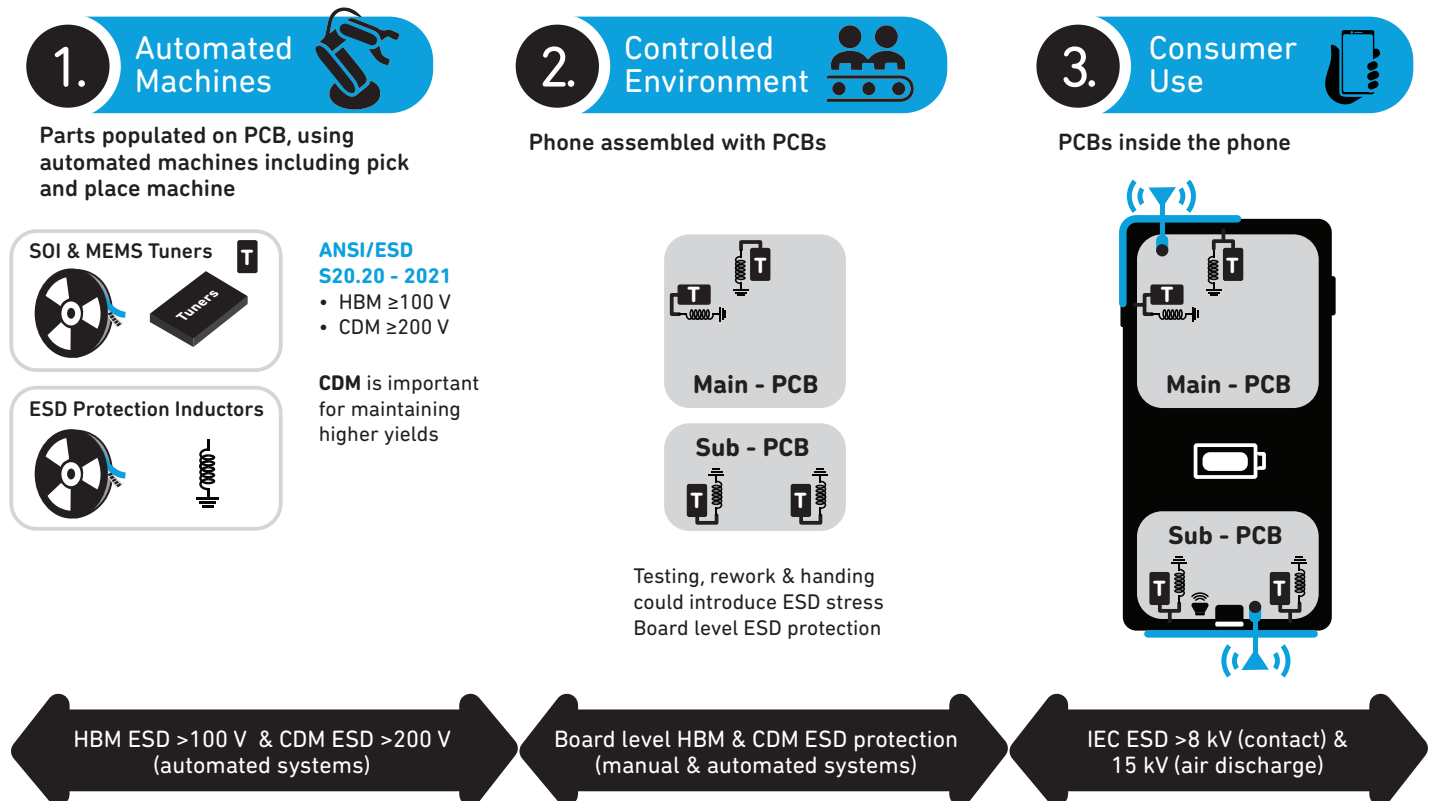 1.
Automated
Machines
Parts populated on PCB, using
automated machines including pick
and place machine
SOI & MEMS Tuners
T
Tuners
ESD Protection Inductors
ANSI/ESD
S20.20 - 2021
• HBM ≥100 V
• CDM ≥200 V
CDM is important
for maintaining
higher yields
HBM ESD >100 V & CDM ESD >200 V
(automated systems)
2.
Controlled
Environment
Phone assembled with PCBs
T
T
Main - PCB
Sub - PCB
T
T
Testing, rework & handing
could introduce ESD stress
Board level ESD protection
Board level HBM & CDM ESD protection
(manual & automated systems)
3.
Consumer
Use
PCBs inside the phone
T
T
Main - PCB
Sub - PCB
T
T
IEC ESD >8 kV (contact) &
15 kV (air discharge)